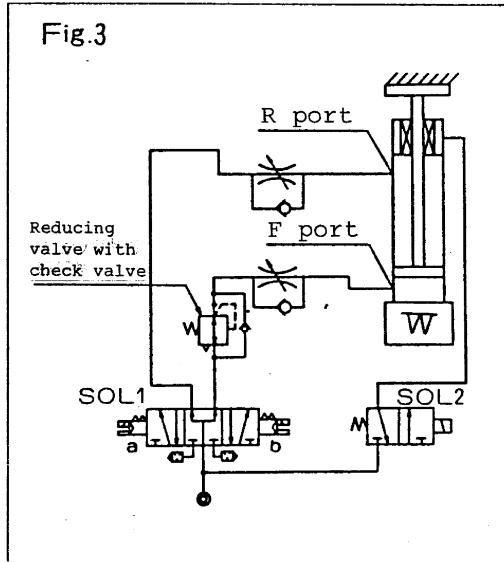 Fig.3
R port
F port
Reducing
valve with
check valve
W
SOL1
SOL2
a
b